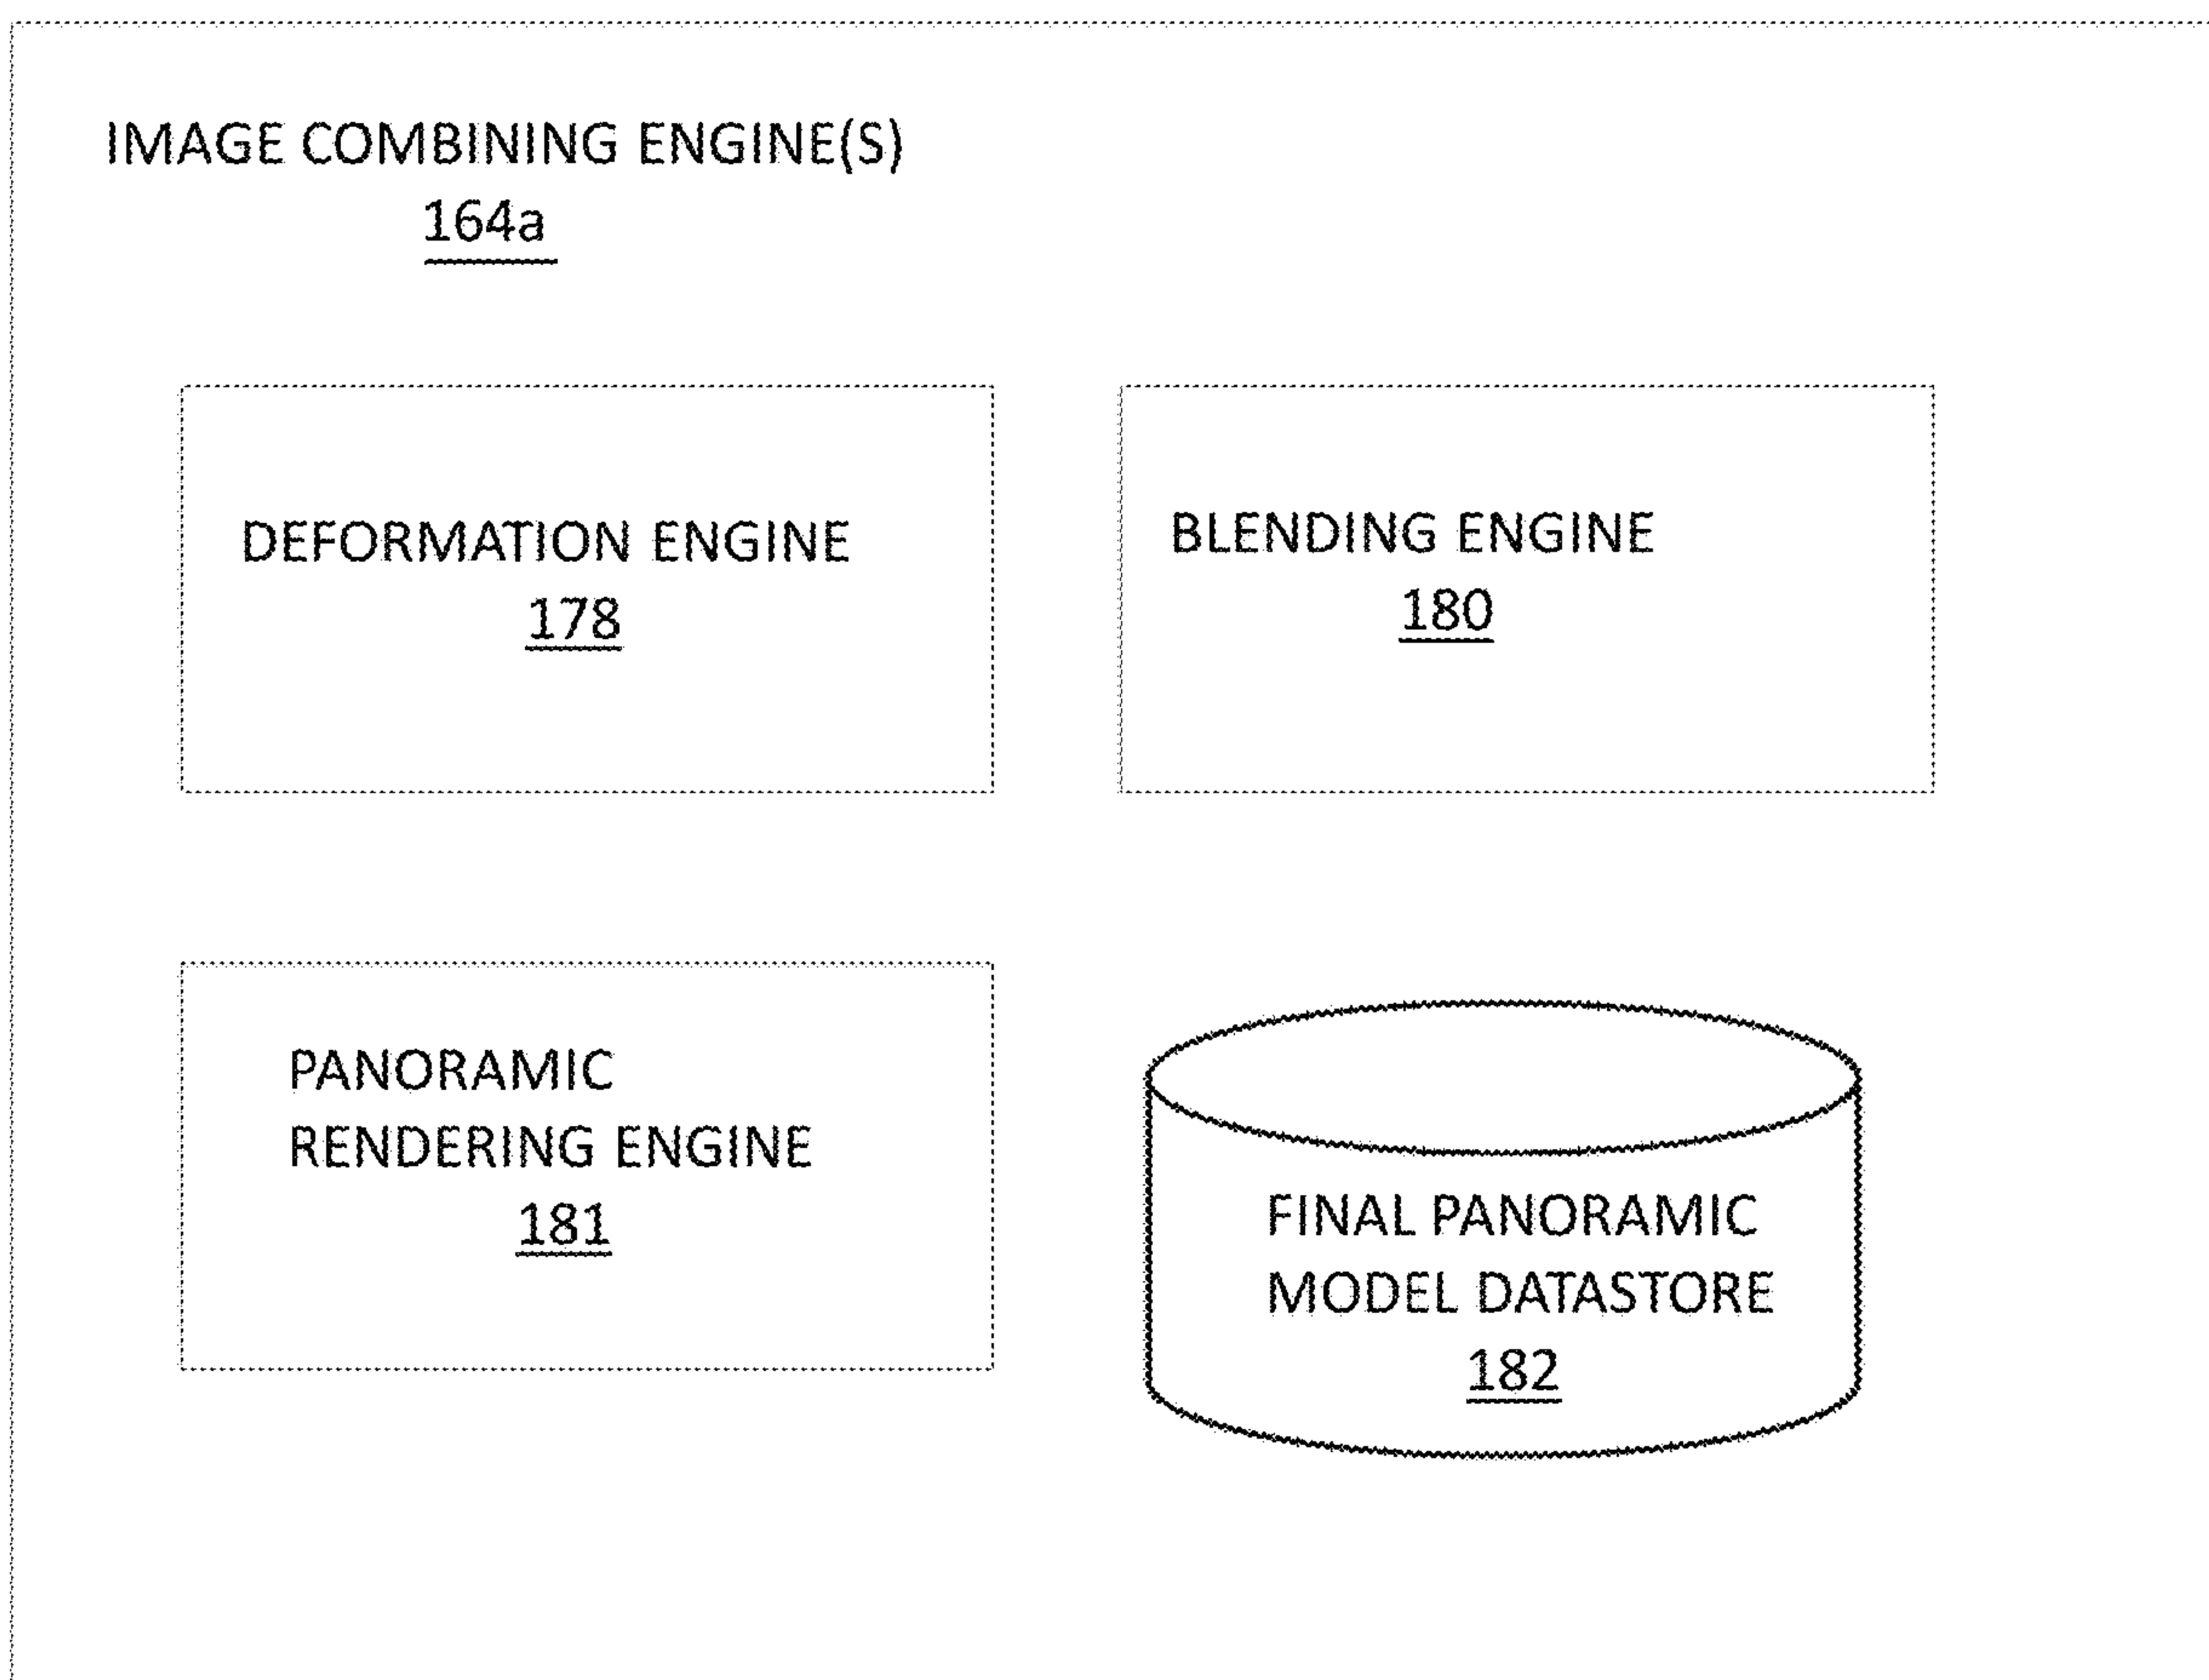 IMAGE COMBINING ENGINE(S)
164a
DEFORMATION ENGINE
178
BLENDING ENGINE
180
PANORAMIC
RENDERING ENGINE
181
FINAL PANORAMIC
MODEL DATASTORE
182